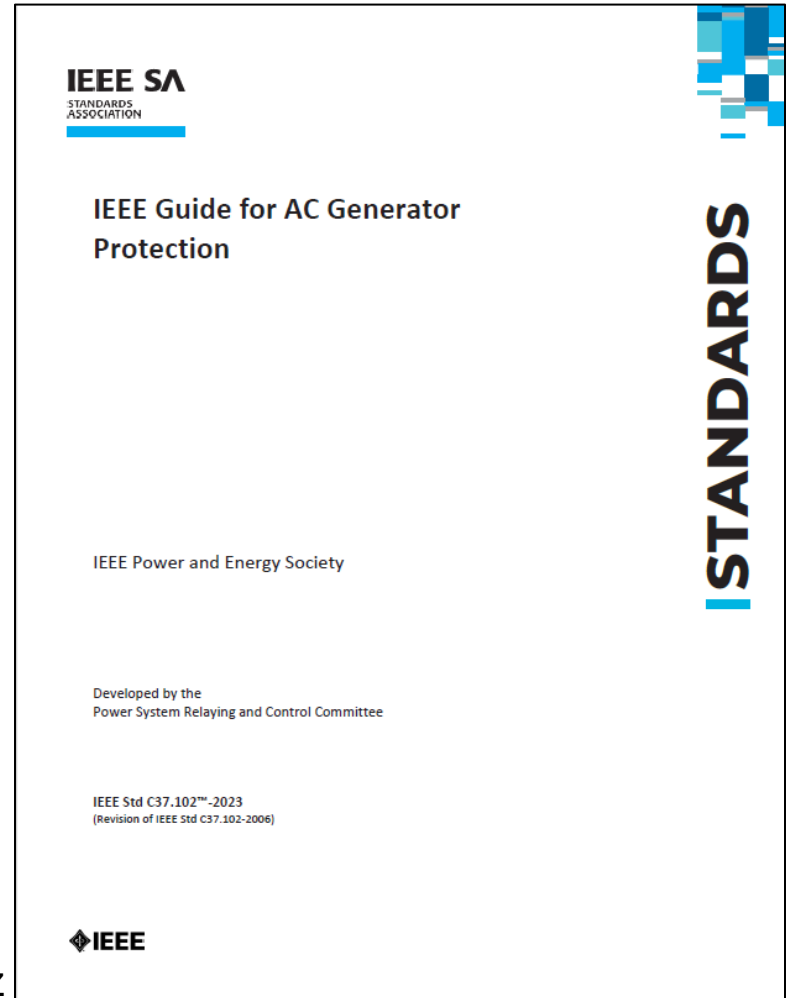 IEEE SA
STANDARDS
ASSOCIATION
IEEE Guide for AC Generator
Protection
STANDARDS
IEEE Power and Energy Society
Developed by the
Power System Relaying and Control Committee
IEEE Std C37.102™-2023
(Revision of IEEE Std C37.102-2006)
IEEE